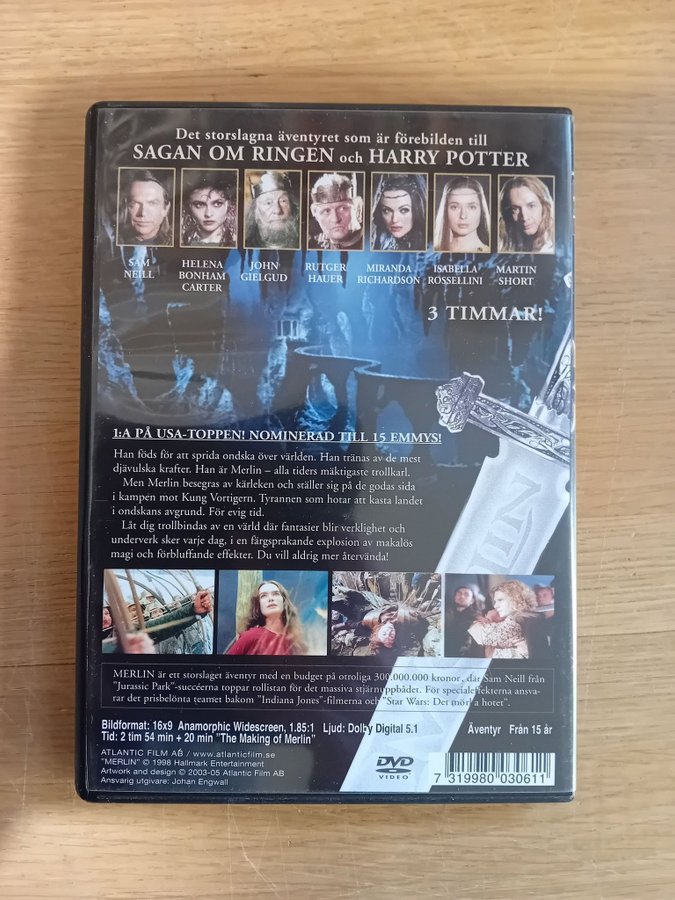 Det storslagna äventyret som är förebilden till
SAGAN OM RINGEN och HARRY POTTER
SAM NEILL
HELENA BONHAM CARTER
JOHN GIELGUD
RUTGER HAUER
MIRANDA RICHARDSON
ISABELLA ROSSELLINI
MARTIN SHORT
3 TIMMAR!
1:A PÅ USA-TOPPEN! NOMINERAD TILL 15 EMMYS!
Han föds för att sprida ondska över världen. Han tränas av de mest
djävulska krafter. Han är Merlin – alla tiders mäktigaste trollkarl.
Men Merlin besegras av kärleken och ställer sig på de godas sida
i kampen mot Kung Vortigern. Tyrannen som hotar att kasta landet
i ondskans avgrund. För evig tid.
Låt dig trollbindas av en värld där fantasier blir verklighet och
underverk sker varje dag, i en färgsprakande explosion av makalös
magi och förbluffande effekter. Du vill aldrig mer återvända!
MERLIN är ett storslaget äventyr med en budget på otroliga 300.000.000 kronor, där Sam Neill från
"Jurassic Park"-succéerna toppar rollistan för det massiva stjärnuppbådet. För specialeffekterna ansva-
rar det prisbelönta teamet bakom "Indiana Jones"-filmerna och "Star Wars: Det mörka hotet".
Bildformat: 16x9 Anamorphic Widescreen, 1.85:1 Ljud: Dolby Digital 5.1 Äventyr Från 15 år
Tid: 2 tim 54 min + 20 min "The Making of Merlin"
ATLANTIC FILM AB / www.atlanticfilm.se
"MERLIN" © 1998 Hallmark Entertainment
Artwork and design © 2003-05 Atlantic Film AB
Ansvarig utgivare: Johan Engwall
DVD
VIDEO
7 319980 030611